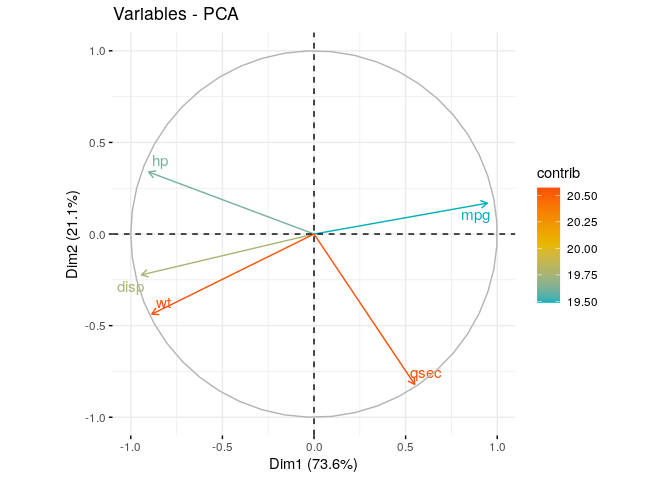 Variables - PCA
1.0
0.5
0.0
-0.5
-1.0
Dim2 (21.1%)
hp
mpg
disp
wt
qsec
-1.0
-0.5
0.0
0.5
1.0
Dim1 (73.6%)
contrib
20.50
20.25
20.00
19.75
19.50